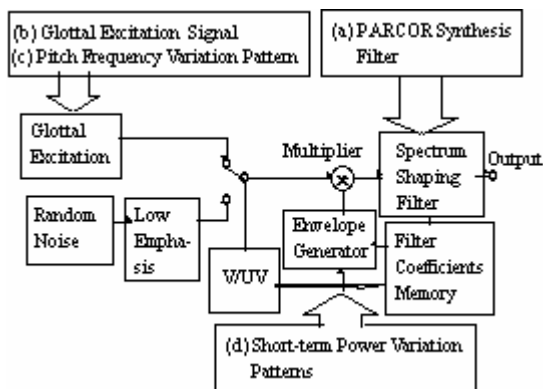 (b) Glottal Excitation Signal
(c) Pitch Frequency Variation Pattern
(a) PARCOR Synthesis
Filter
Glottal
Excitation
Multiplier
Spectrum
Shaping
Filter
Output
Random
Noise
Low
Empha-
sis
Envelope
Generator
Filter
Coefficients
Memory
V/UV
(d) Short-term Power Variation
Patterns